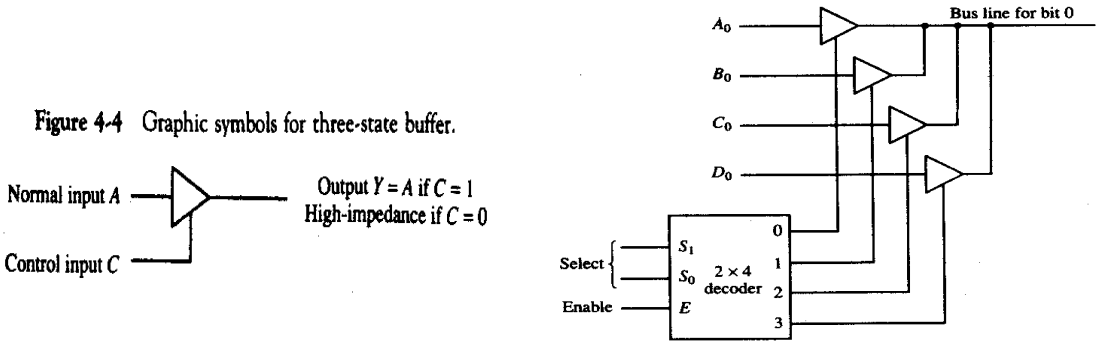 Figure 4-4 Graphic symbols for three-state buffer.
Normal input A
Control input C
Output Y = A if C = 1
High-impedance if C = 0
Bus line for bit 0
A0
B0
C0
D0
Select
S1
S0
Enable
E
2 × 4
decoder
0
1
2
3